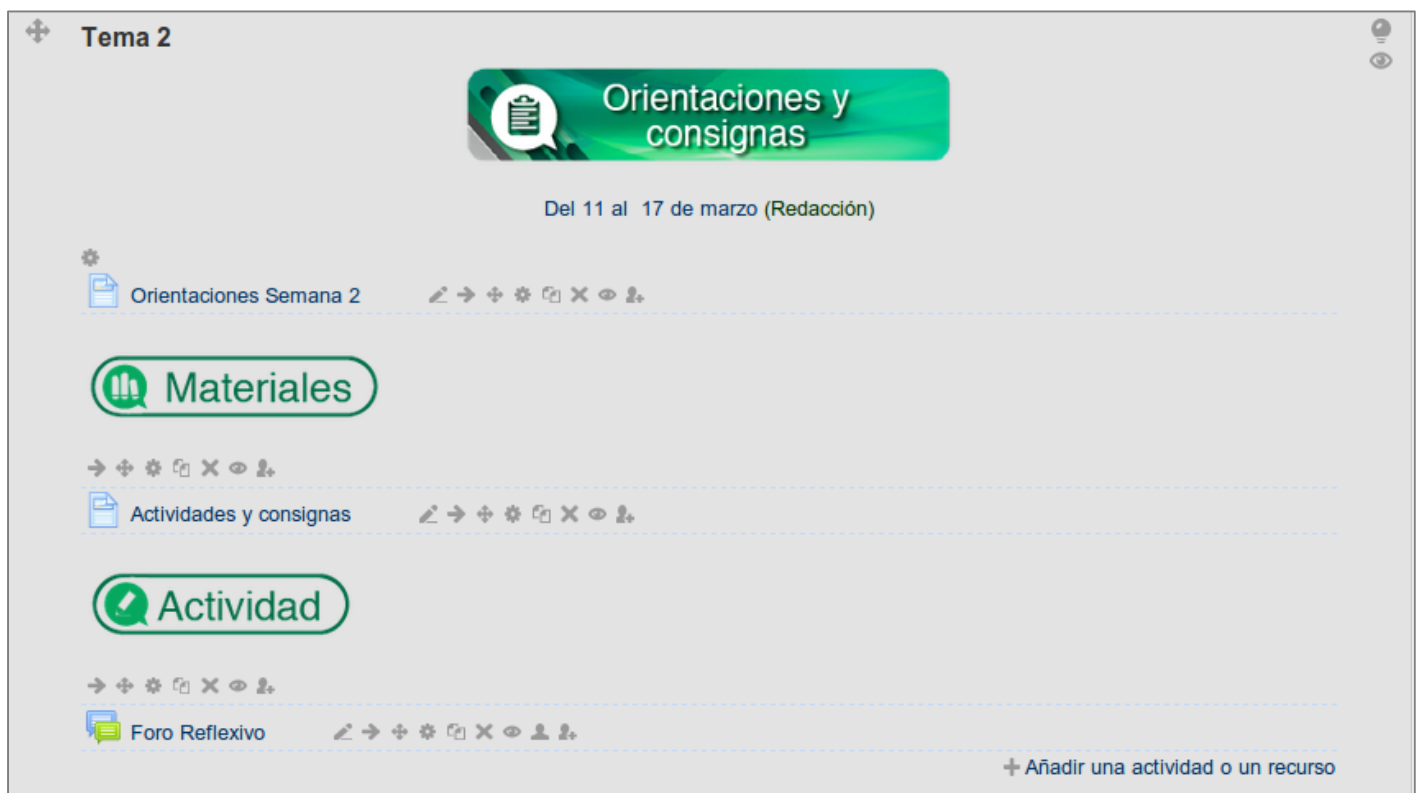 Tema 2
Orientaciones y
consignas
Del 11 al 17 de marzo (Redacción)
Orientaciones Semana 2
Materiales
Actividades y consignas
Actividad
Foro Reflexivo
Añadir una actividad o un recurso